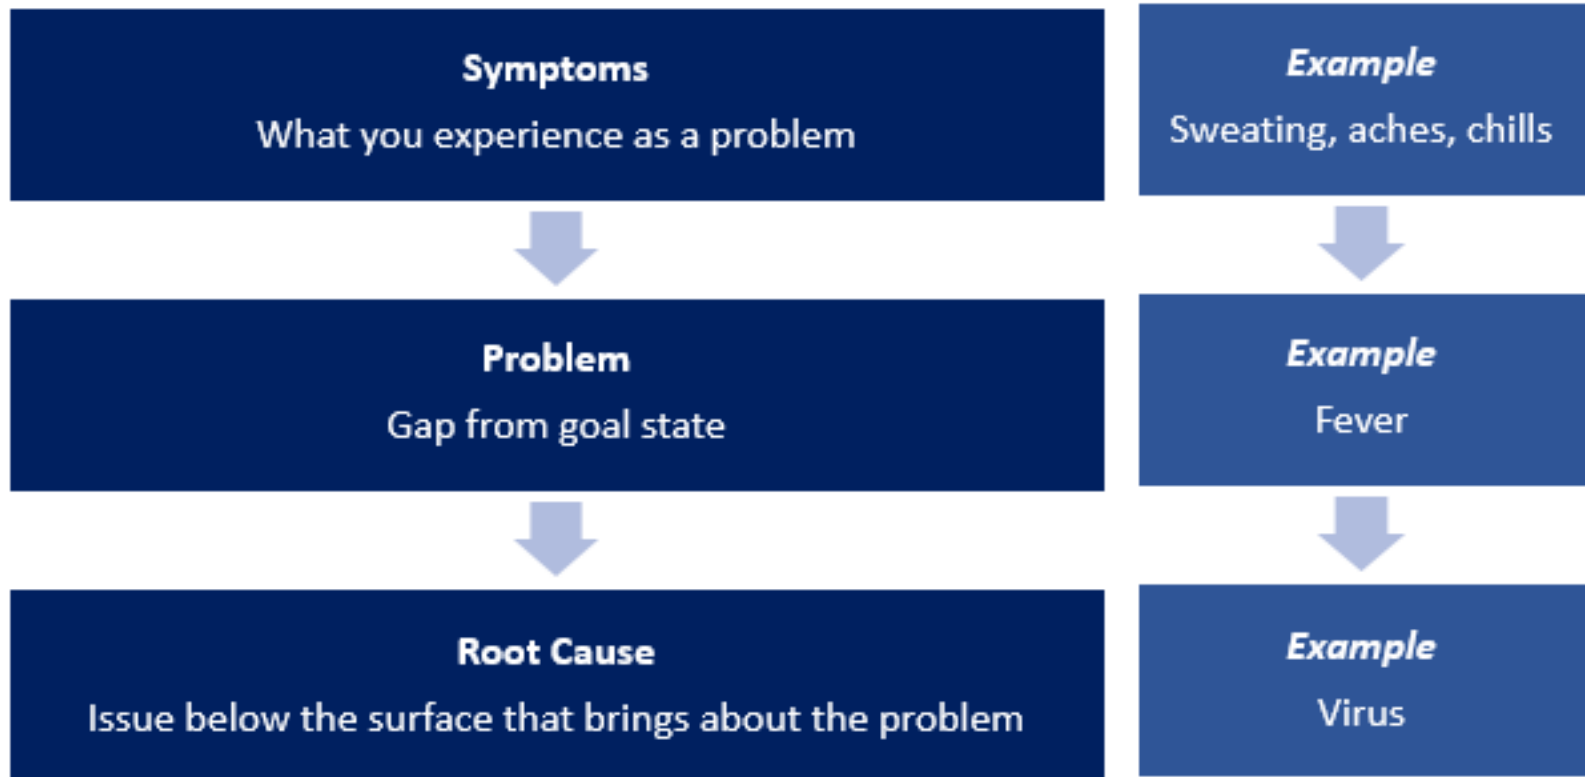 Symptoms
What you experience as a problem
Example
Sweating, aches, chills
Problem
Gap from goal state
Example
Fever
Root Cause
Issue below the surface that brings about the problem
Example
Virus